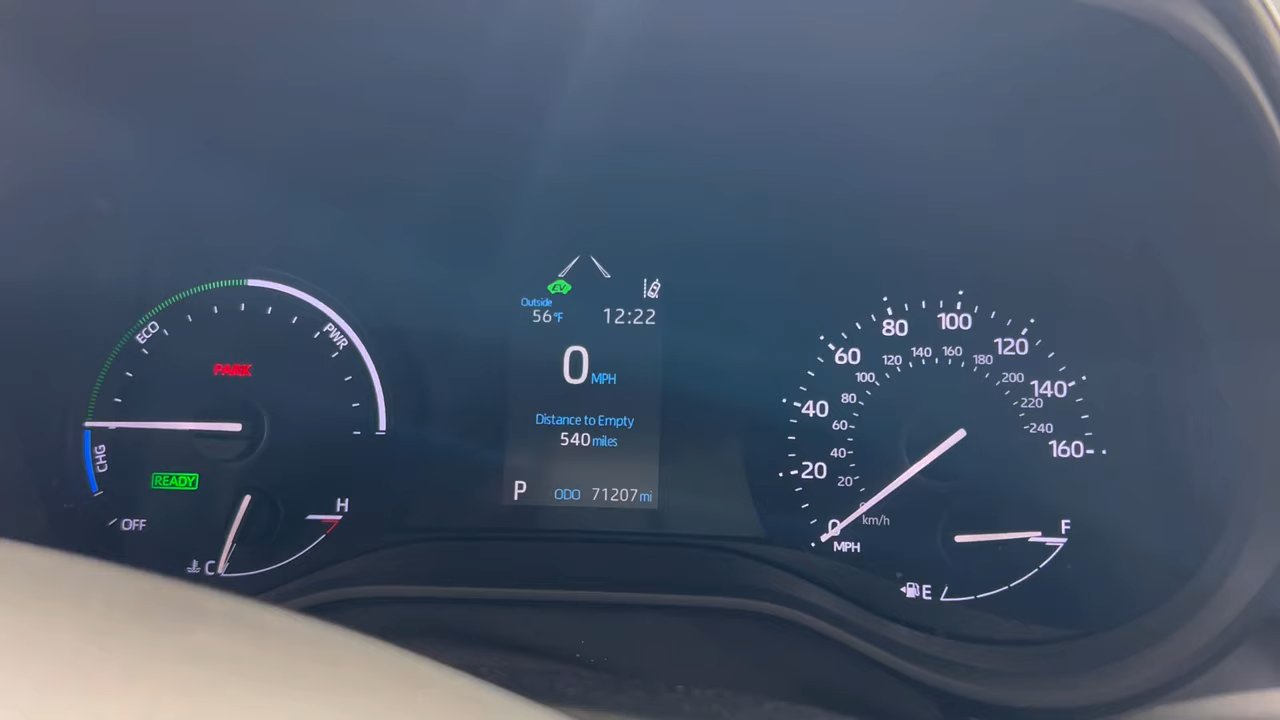 ECO
PWR
PARK
CHG
READY
OFF
H
C
EV
Outside
56°F
12:22
0 MPH
Distance to Empty
540 miles
P ODO 71207 mi
0
20
40
60
80
100
120
140
160
MPH
0
20
40
60
80
100
120
140
160
180
200
220
240
km/h
F
E